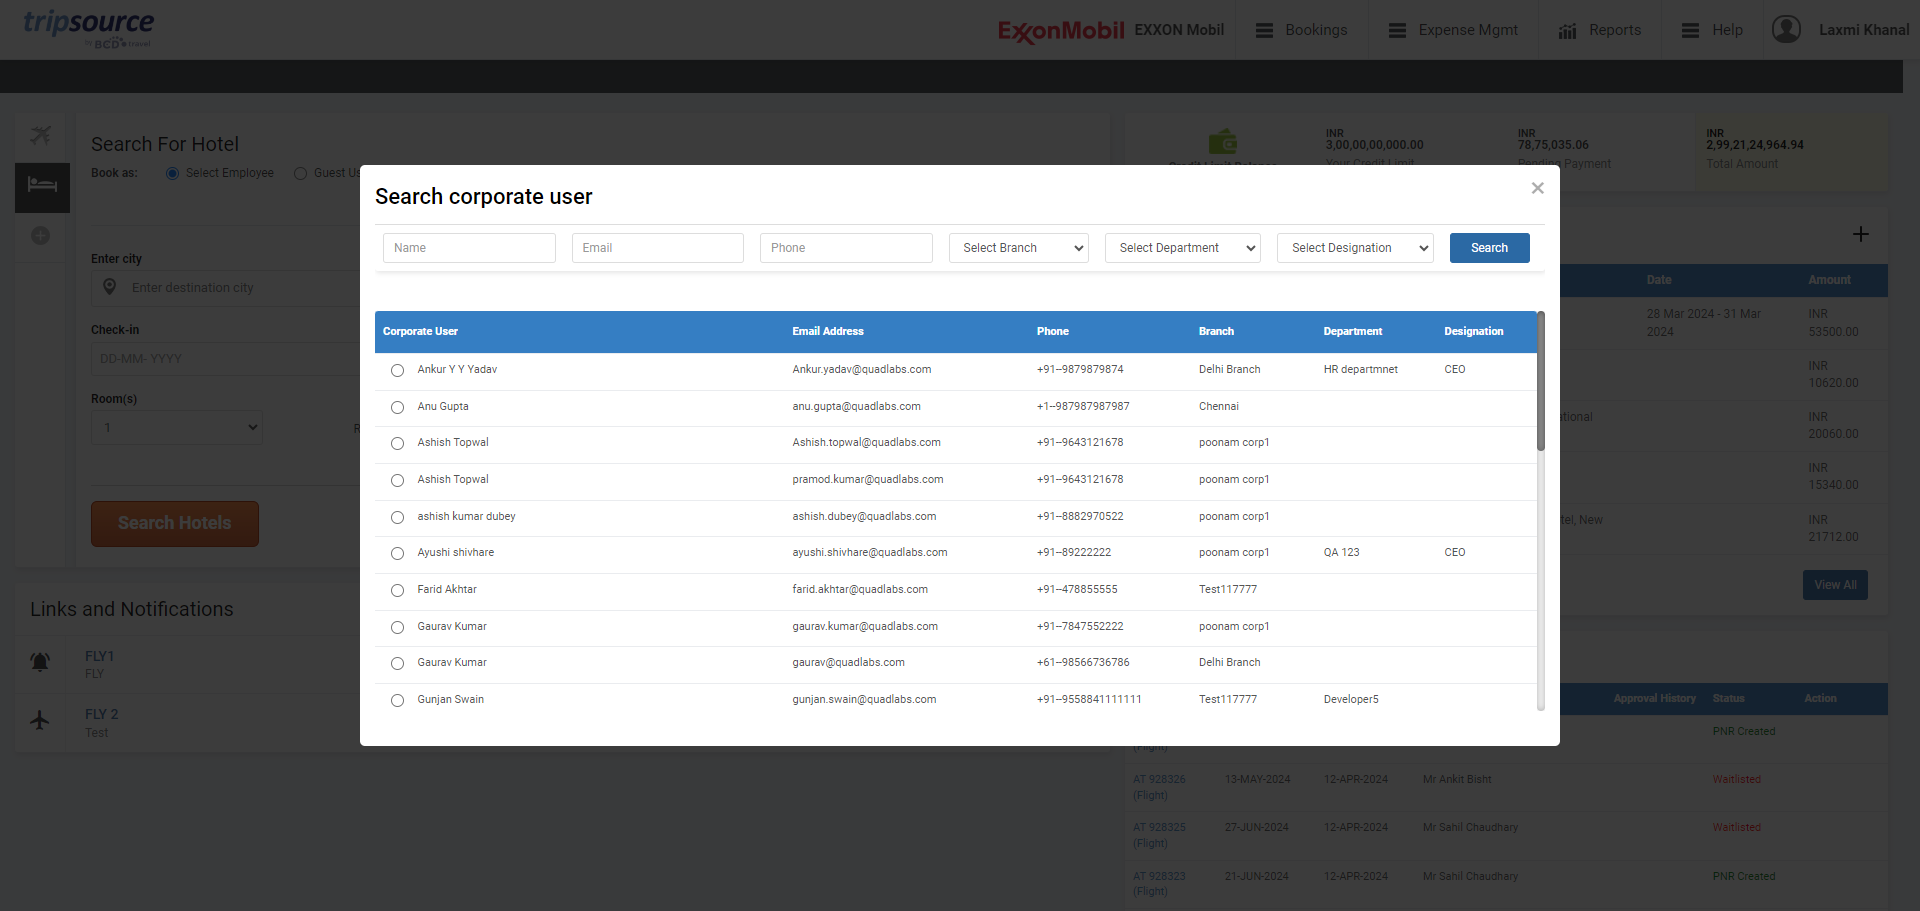 tripsource
by BCD travel
ExxonMobil EXXON Mobil
Bookings
Expense Mgmt
Reports
Help
Laxmi Khanal
Search For Hotel
Book as: Select Employee Guest
Enter city
Enter destination city
Check-in
DD-MM- YYYY
Room(s)
1
Search Hotels
Links and Notifications
FLY1
FLY
FLY 2
Test
INR
3,00,00,00,000.00
Your Credit Limit
INR
78,75,035.06
Pending Payment
INR
2,99,21,24,964.94
Total Amount
Credit Limit Balance
Search corporate user
×
Name Email Phone Select Branch Select Department Select Designation Search
Corporate User Email Address Phone Branch Department Designation
Ankur Y Y Yadav Ankur.yadav@quadlabs.com +91--9879879874 Delhi Branch HR departmnet CEO
Anu Gupta anu.gupta@quadlabs.com +1--987987987987 Chennai
Ashish Topwal Ashish.topwal@quadlabs.com +91--9643121678 poonam corp1
Ashish Topwal pramod.kumar@quadlabs.com +91--9643121678 poonam corp1
ashish kumar dubey ashish.dubey@quadlabs.com +91--8882970522 poonam corp1
Ayushi shivhare ayushi.shivhare@quadlabs.com +91--89222222 poonam corp1 QA 123 CEO
Farid Akhtar farid.akhtar@quadlabs.com +91--478855555 Test117777
Gaurav Kumar gaurav.kumar@quadlabs.com +91--7847552222 poonam corp1
Gaurav Kumar gaurav@quadlabs.com +61--98566736786 Delhi Branch
Gunjan Swain gunjan.swain@quadlabs.com +91--9558841111111 Test117777 Developer5
Date Amount
28 Mar 2024 - 31 Mar
2024
INR
53500.00
INR
10620.00
INR
20060.00
INR
15340.00
New
INR
21712.00
View All
Approval History Status Action
(Flight)
PNR Created
AT 928326
(Flight)
13-MAY-2024 12-APR-2024 Mr Ankit Bisht Waitlisted
AT 928325
(Flight)
27-JUN-2024 12-APR-2024 Mr Sahil Chaudhary Waitlisted
AT 928323
(Flight)
21-JUN-2024 12-APR-2024 Mr Sahil Chaudhary PNR Created